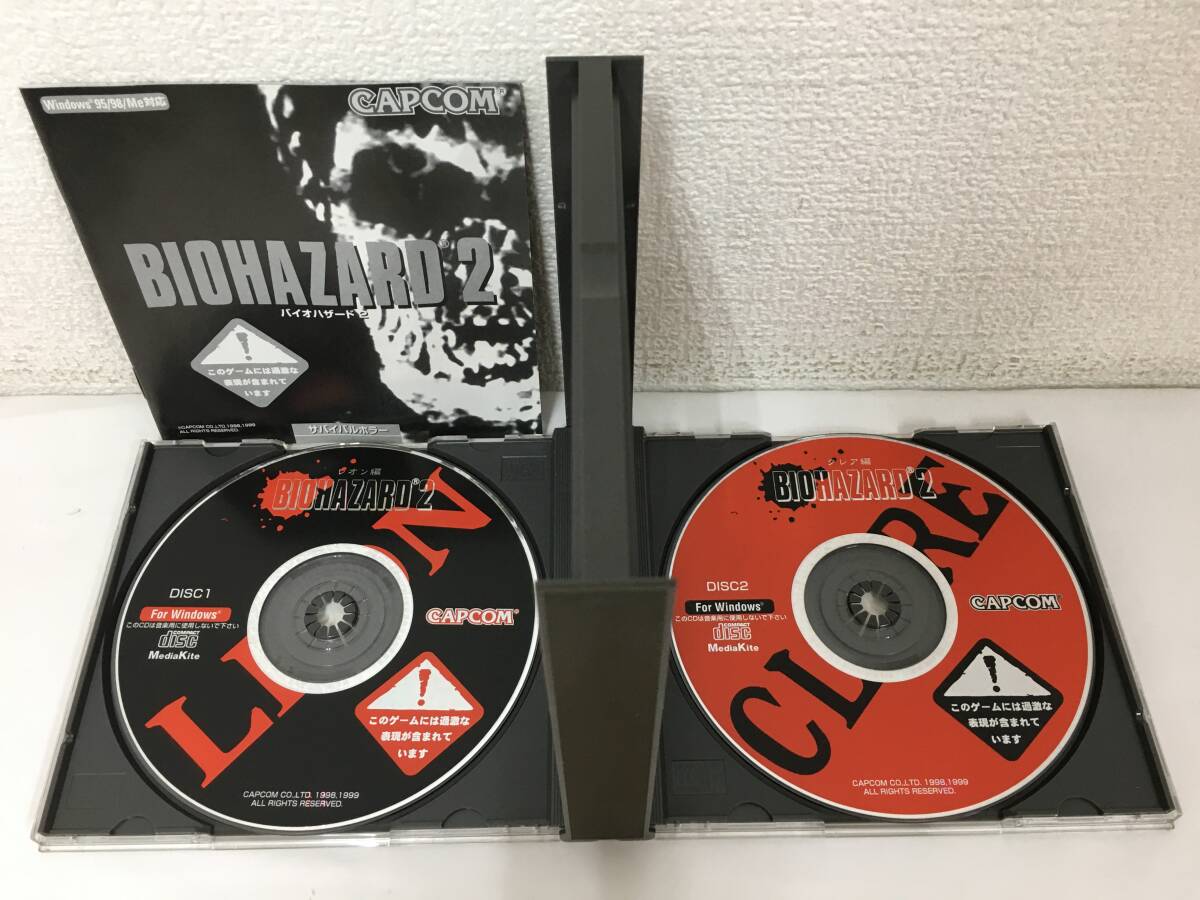 Windows® 95/98/Me対応
CAPCOM®
BIOHAZARD® 2
バイオハザード 2
!
このゲームには過激な
表現が含まれて
います
©CAPCOM CO.,LTD. 1998,1999
ALL RIGHTS RESERVED.
サバイバルホラー
レオン編
BIOHAZARD® 2
LEON
DISC1
For Windows®
このCDは音楽用に使用しないで下さい
COMPACT
disc
MediaKite
CAPCOM®
!
このゲームには過激な
表現が含まれて
います
CAPCOM CO.,LTD. 1998,1999
ALL RIGHTS RESERVED.
クレア編
BIOHAZARD® 2
CLAIRE
DISC2
For Windows®
このCDは音楽用に使用しないで下さい
COMPACT
disc
MediaKite
CAPCOM®
!
このゲームには過激な
表現が含まれて
います
CAPCOM CO.,LTD. 1998,1999
ALL RIGHTS RESERVED.